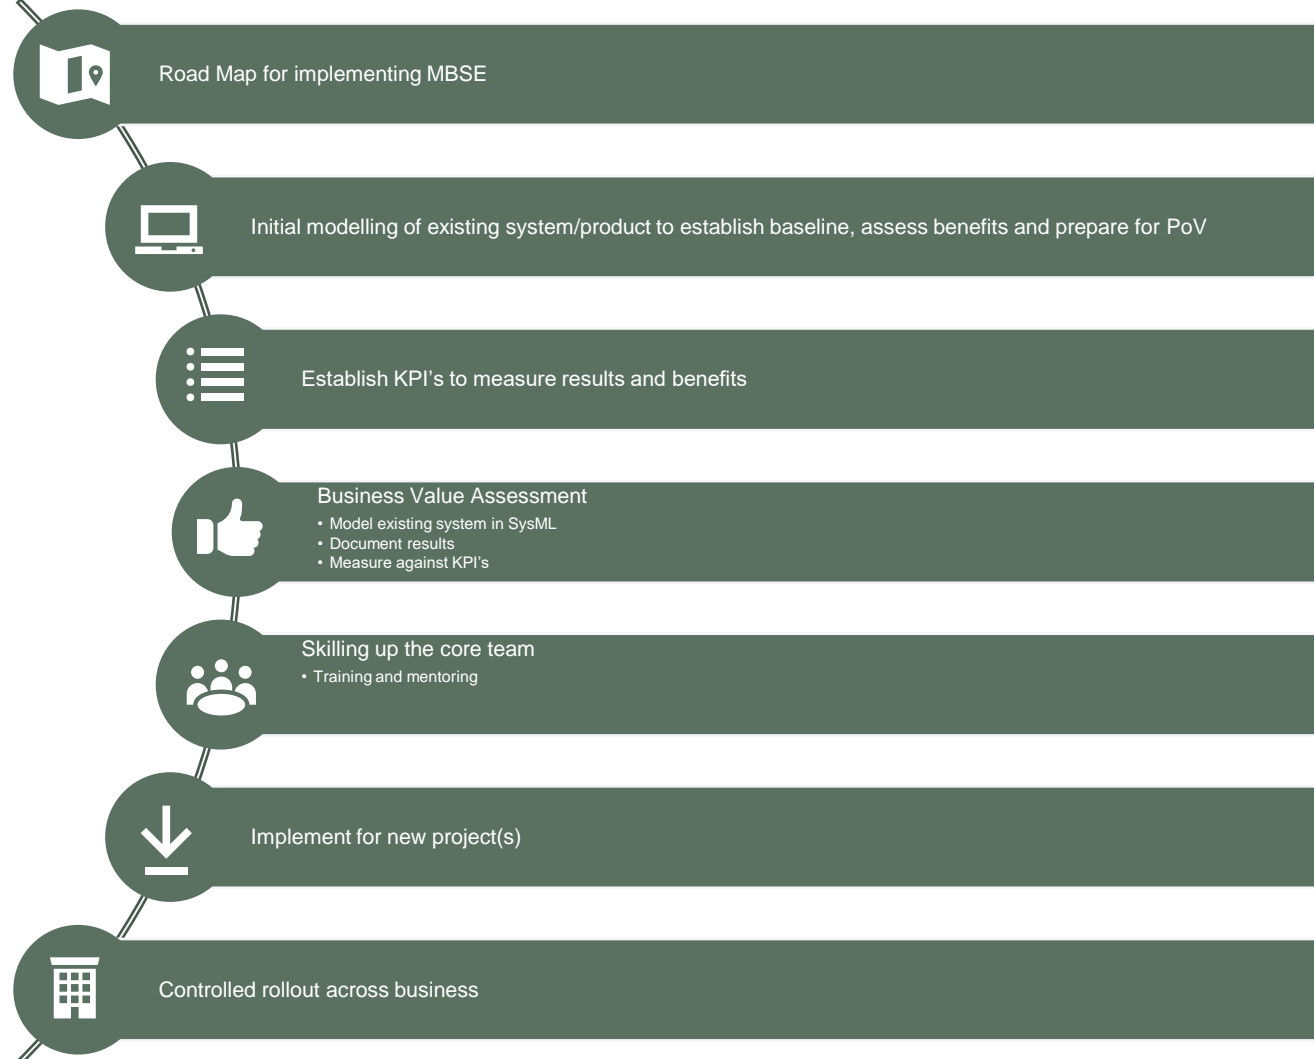 Road Map for implementing MBSE
Initial modelling of existing system/product to establish baseline, assess benefits and prepare for PoV
Establish KPI’s to measure results and benefits
Business Value Assessment
• Model existing system in SysML
• Document results
• Measure against KPI’s
Skilling up the core team
• Training and mentoring
Implement for new project(s)
Controlled rollout across business